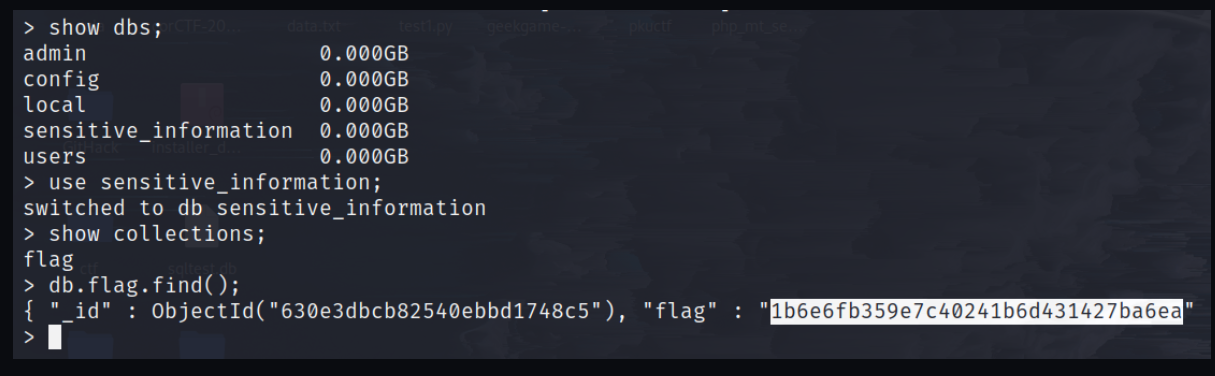 > show dbs;
admin 0.000GB
config 0.000GB
local 0.000GB
sensitive_information 0.000GB
users 0.000GB
> use sensitive_information;
switched to db sensitive_information
> show collections;
flag
> db.flag.find();
{ "_id" : ObjectId("630e3dbcb82540ebbd1748c5"), "flag" : "1b6e6fb359e7c40241b6d431427ba6ea"
>